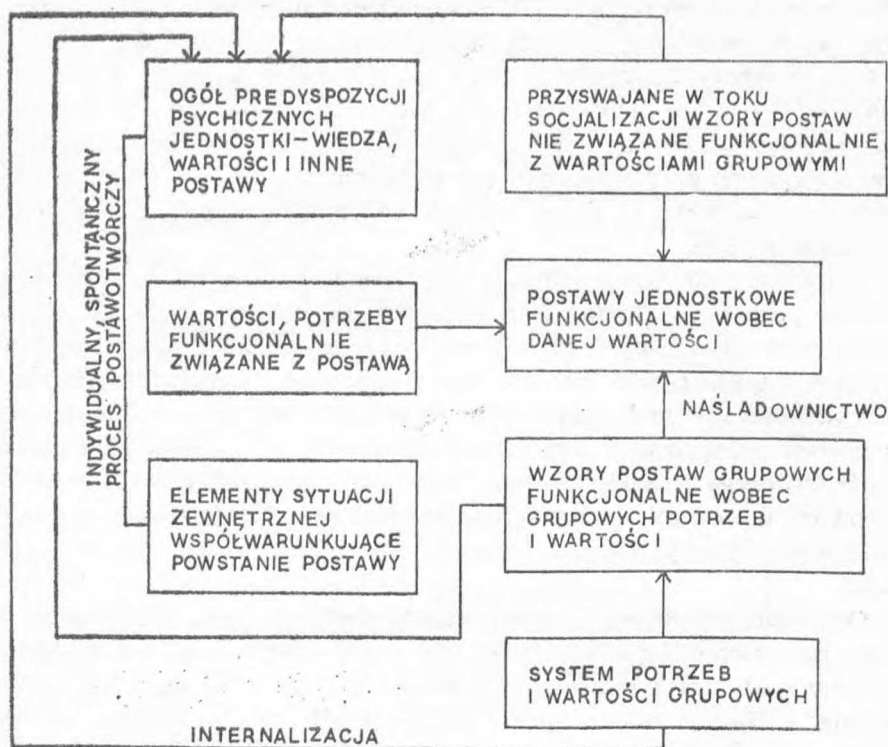 OGÓŁ PREDYSPOZYCJI
PSYCHICZNYCH
JEDNOSTKI–WIEDZA,
WARTOŚCI I INNE
POSTAWY
PRZYSWAJANE W TOKU
SOCJALIZACJI WZORY POSTAW
NIE ZWIĄZANE FUNKCJONALNIE
Z WARTOŚCIAMI GRUPOWYMI
INDYWIDUALNY, SPONTANICZNY
PROCES POSTAWOTWÓRCZY
WARTOŚCI, POTRZEBY
FUNKCJONALNIE
ZWIĄZANE Z POSTAWĄ
POSTAWY JEDNOSTKOWE
FUNKCJONALNE WOBEC
DANEJ WARTOŚCI
NAŚLADOWNICTWO
ELEMENTY SYTUACJI
ZEWNĘTRZNEJ
WSPÓŁWARUNKUJĄCE
POWSTANIE POSTAWY
WZORY POSTAW GRUPOWYCH
FUNKCJONALNE WOBEC
GRUPOWYCH POTRZEB
I WARTOŚCI
SYSTEM POTRZEB
I WARTOŚCI GRUPOWYCH
INTERNALIZACJA